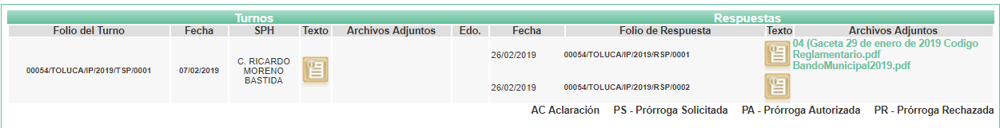 Turnos Respuestas
Folio del Turno Fecha SPH Texto Archivos Adjuntos Edo. Fecha Folio de Respuesta Texto Archivos Adjuntos
00054/TOLUCA/IP/2019/TSP/0001 07/02/2019 C. RICARDO
MORENO
BASTIDA
26/02/2019 00054/TOLUCA/IP/2019/RSP/0001 04 (Gaceta 29 de enero de 2019 Codigo
Reglamentario.pdf
BandoMunicipal2019.pdf
26/02/2019 00054/TOLUCA/IP/2019/RSP/0002
AC Aclaración PS - Prórroga Solicitada PA - Prórroga Autorizada PR - Prórroga Rechazada